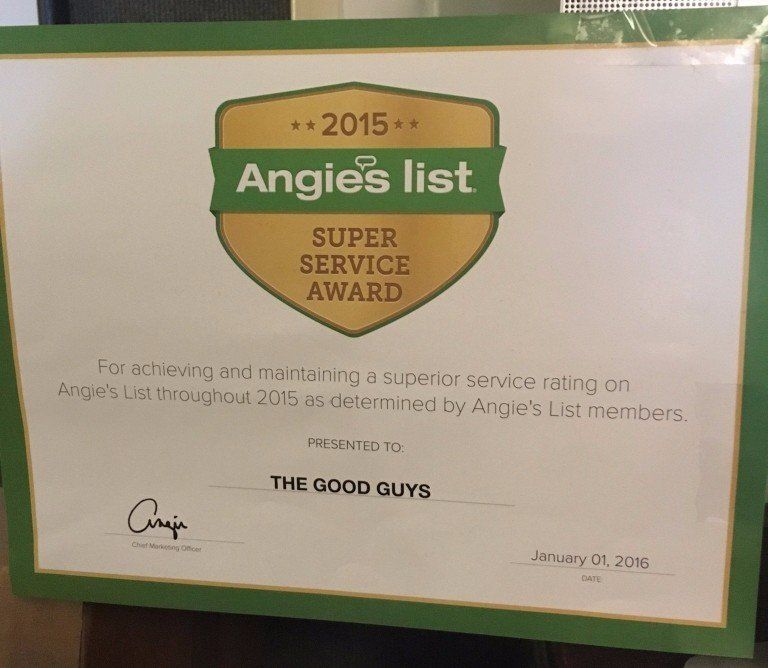 2015
Angie's list
SUPER
SERVICE
AWARD
For achieving and maintaining a superior service rating on
Angie's List throughout 2015 as determined by Angie's List members.
PRESENTED TO:
THE GOOD GUYS
Angie
Chief Marketing Officer
January 01, 2016
DATE